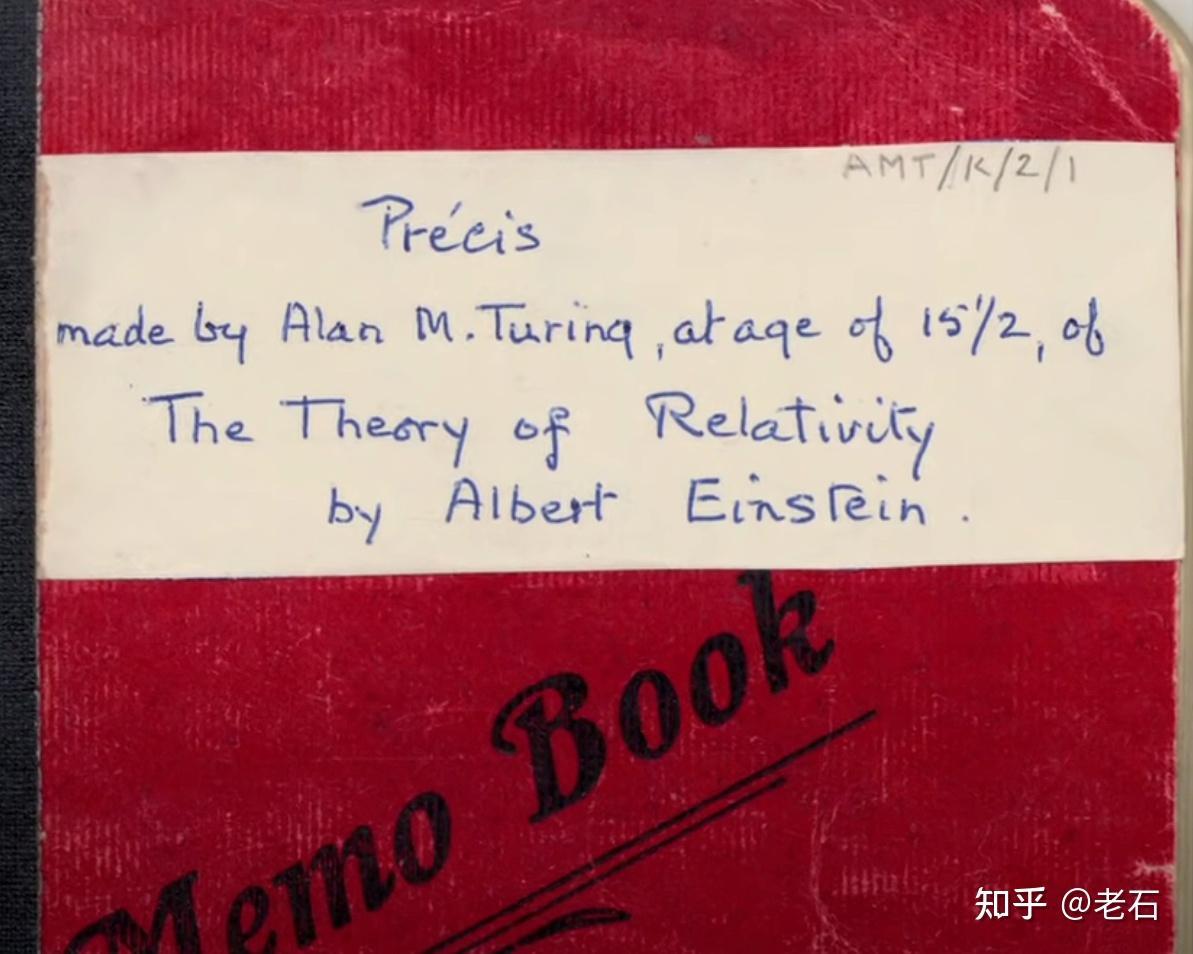 AMT/K/2/1
Précis
made by Alan M. Turing, at age of 15½, of
The Theory of Relativity
by Albert Einstein.
Memo Book
知乎 @老石